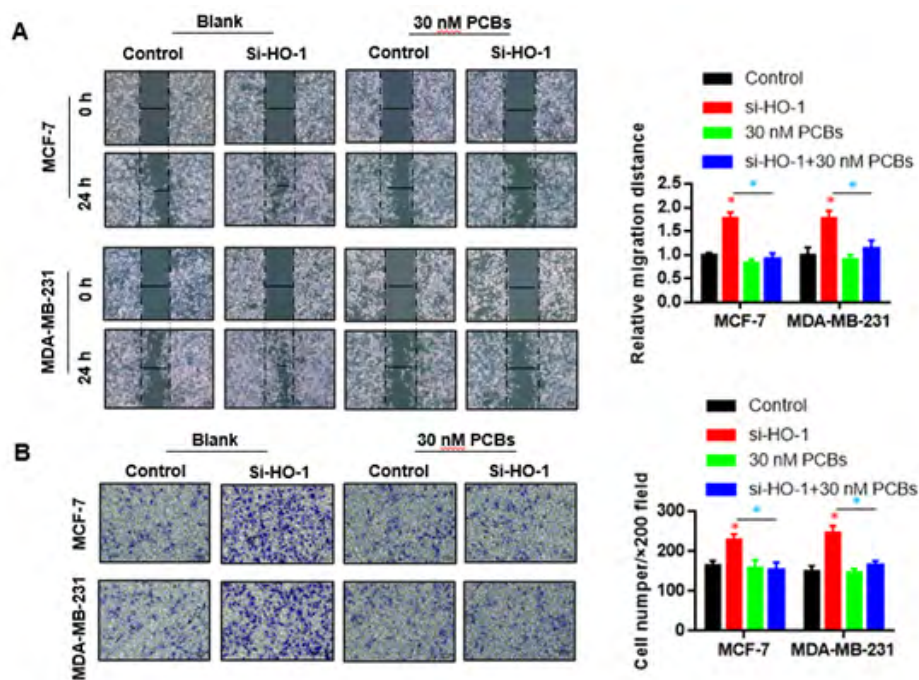 A
Blank
30 nM PCBs
Control
Si-HO-1
Control
Si-HO-1
MCF-7
0 h
24 h
MDA-MB-231
0 h
24 h
Control
si-HO-1
30 nM PCBs
si-HO-1+30 nM PCBs
Relative migration distance
2.5
2.0
1.5
1.0
0.5
0.0
* * * *
MCF-7
MDA-MB-231
B
Blank
30 nM PCBs
Control
Si-HO-1
Control
Si-HO-1
MCF-7
MDA-MB-231
Control
si-HO-1
30 nM PCBs
si-HO-1+30 nM PCBs
Cell numper/×200 field
300
200
100
0
* * * *
MCF-7
MDA-MB-231